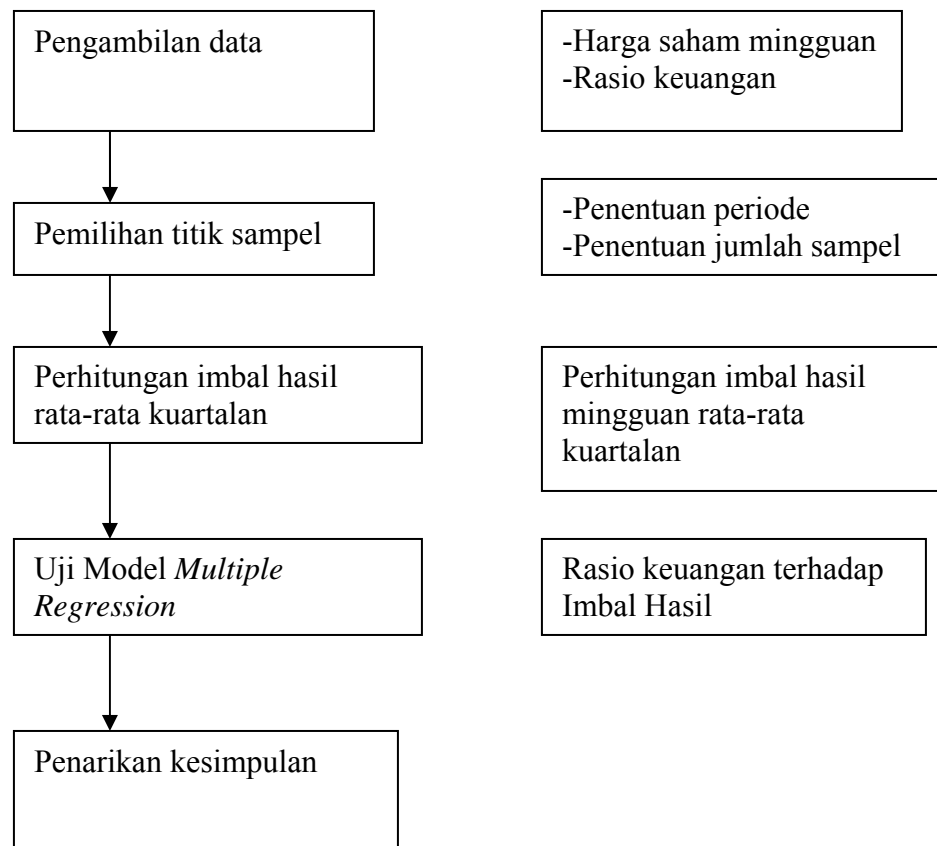 Pengambilan data
-Harga saham mingguan
-Rasio keuangan
Pemilihan titik sampel
-Penentuan periode
-Penentuan jumlah sampel
Perhitungan imbal hasil
rata-rata kuartalan
Perhitungan imbal hasil
mingguan rata-rata
kuartalan
Uji Model Multiple
Regression
Rasio keuangan terhadap
Imbal Hasil
Penarikan kesimpulan